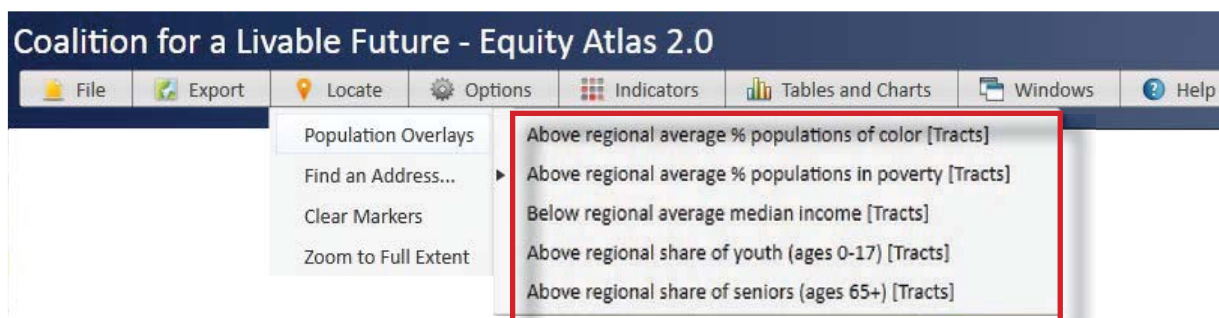 Coalition for a Livable Future - Equity Atlas 2.0
File Export Locate Options Indicators Tables and Charts Windows Help
Population Overlays
Find an Address...
Clear Markers
Zoom to Full Extent
Above regional average % populations of color [Tracts]
Above regional average % populations in poverty [Tracts]
Below regional average median income [Tracts]
Above regional share of youth (ages 0-17) [Tracts]
Above regional share of seniors (ages 65+) [Tracts]